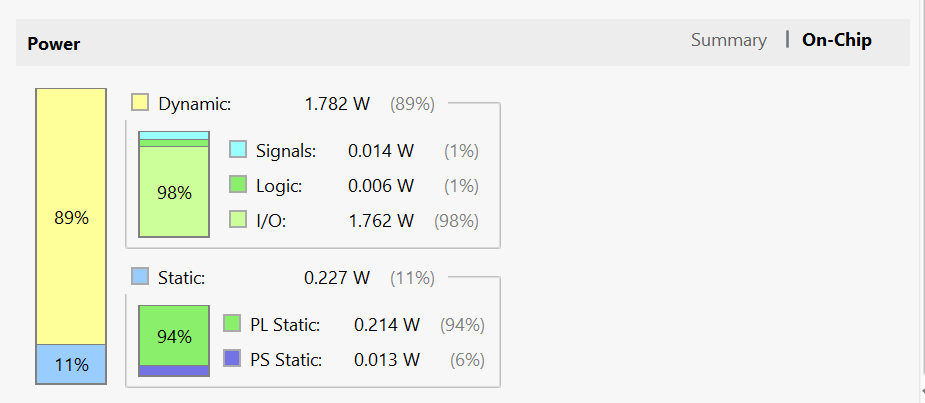 Power Summary | On-Chip
Dynamic: 1.782 W (89%)
Signals: 0.014 W (1%)
Logic: 0.006 W (1%)
98%
I/O: 1.762 W (98%)
89%
Static: 0.227 W (11%)
PL Static: 0.214 W (94%)
94%
PS Static: 0.013 W (6%)
11%